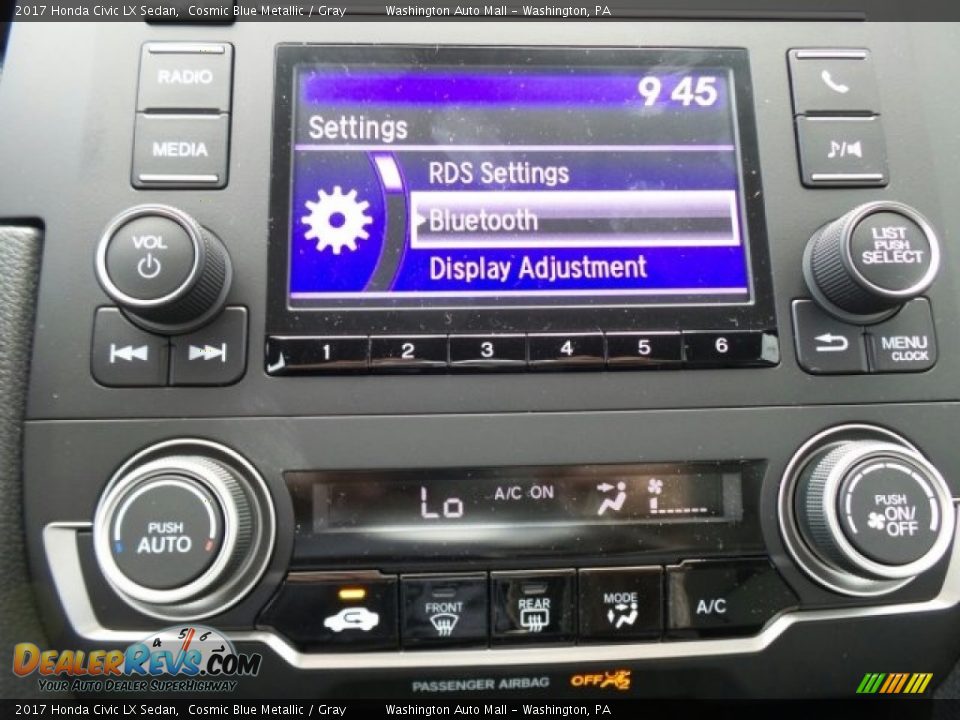 2017 Honda Civic LX Sedan, Cosmic Blue Metallic / Gray Washington Auto Mall - Washington, PA
RADIO
MEDIA
9 45
Settings
RDS Settings
Bluetooth
Display Adjustment
VOL
LIST
PUSH
SELECT
1 2 3 4 5 6
MENU
CLOCK
PUSH
AUTO
Lo A/C ON
PUSH
ON/
OFF
FRONT
REAR
MODE
A/C
PASSENGER AIRBAG OFF
4 5 6
DEALERREVS.COM
YOUR AUTO DEALER SUPERHIGHWAY
2017 Honda Civic LX Sedan, Cosmic Blue Metallic / Gray Washington Auto Mall - Washington, PA